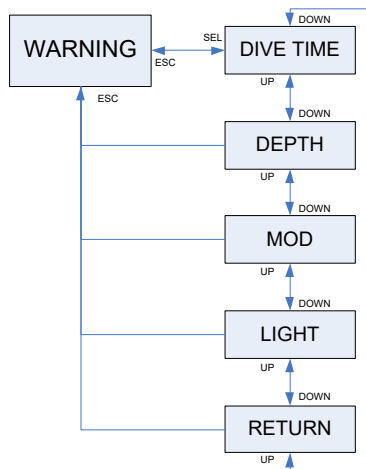 DOWN
WARNING
SEL
DIVE TIME
ESC
UP
ESC
DOWN
DEPTH
UP
DOWN
MOD
UP
DOWN
LIGHT
UP
DOWN
RETURN
UP